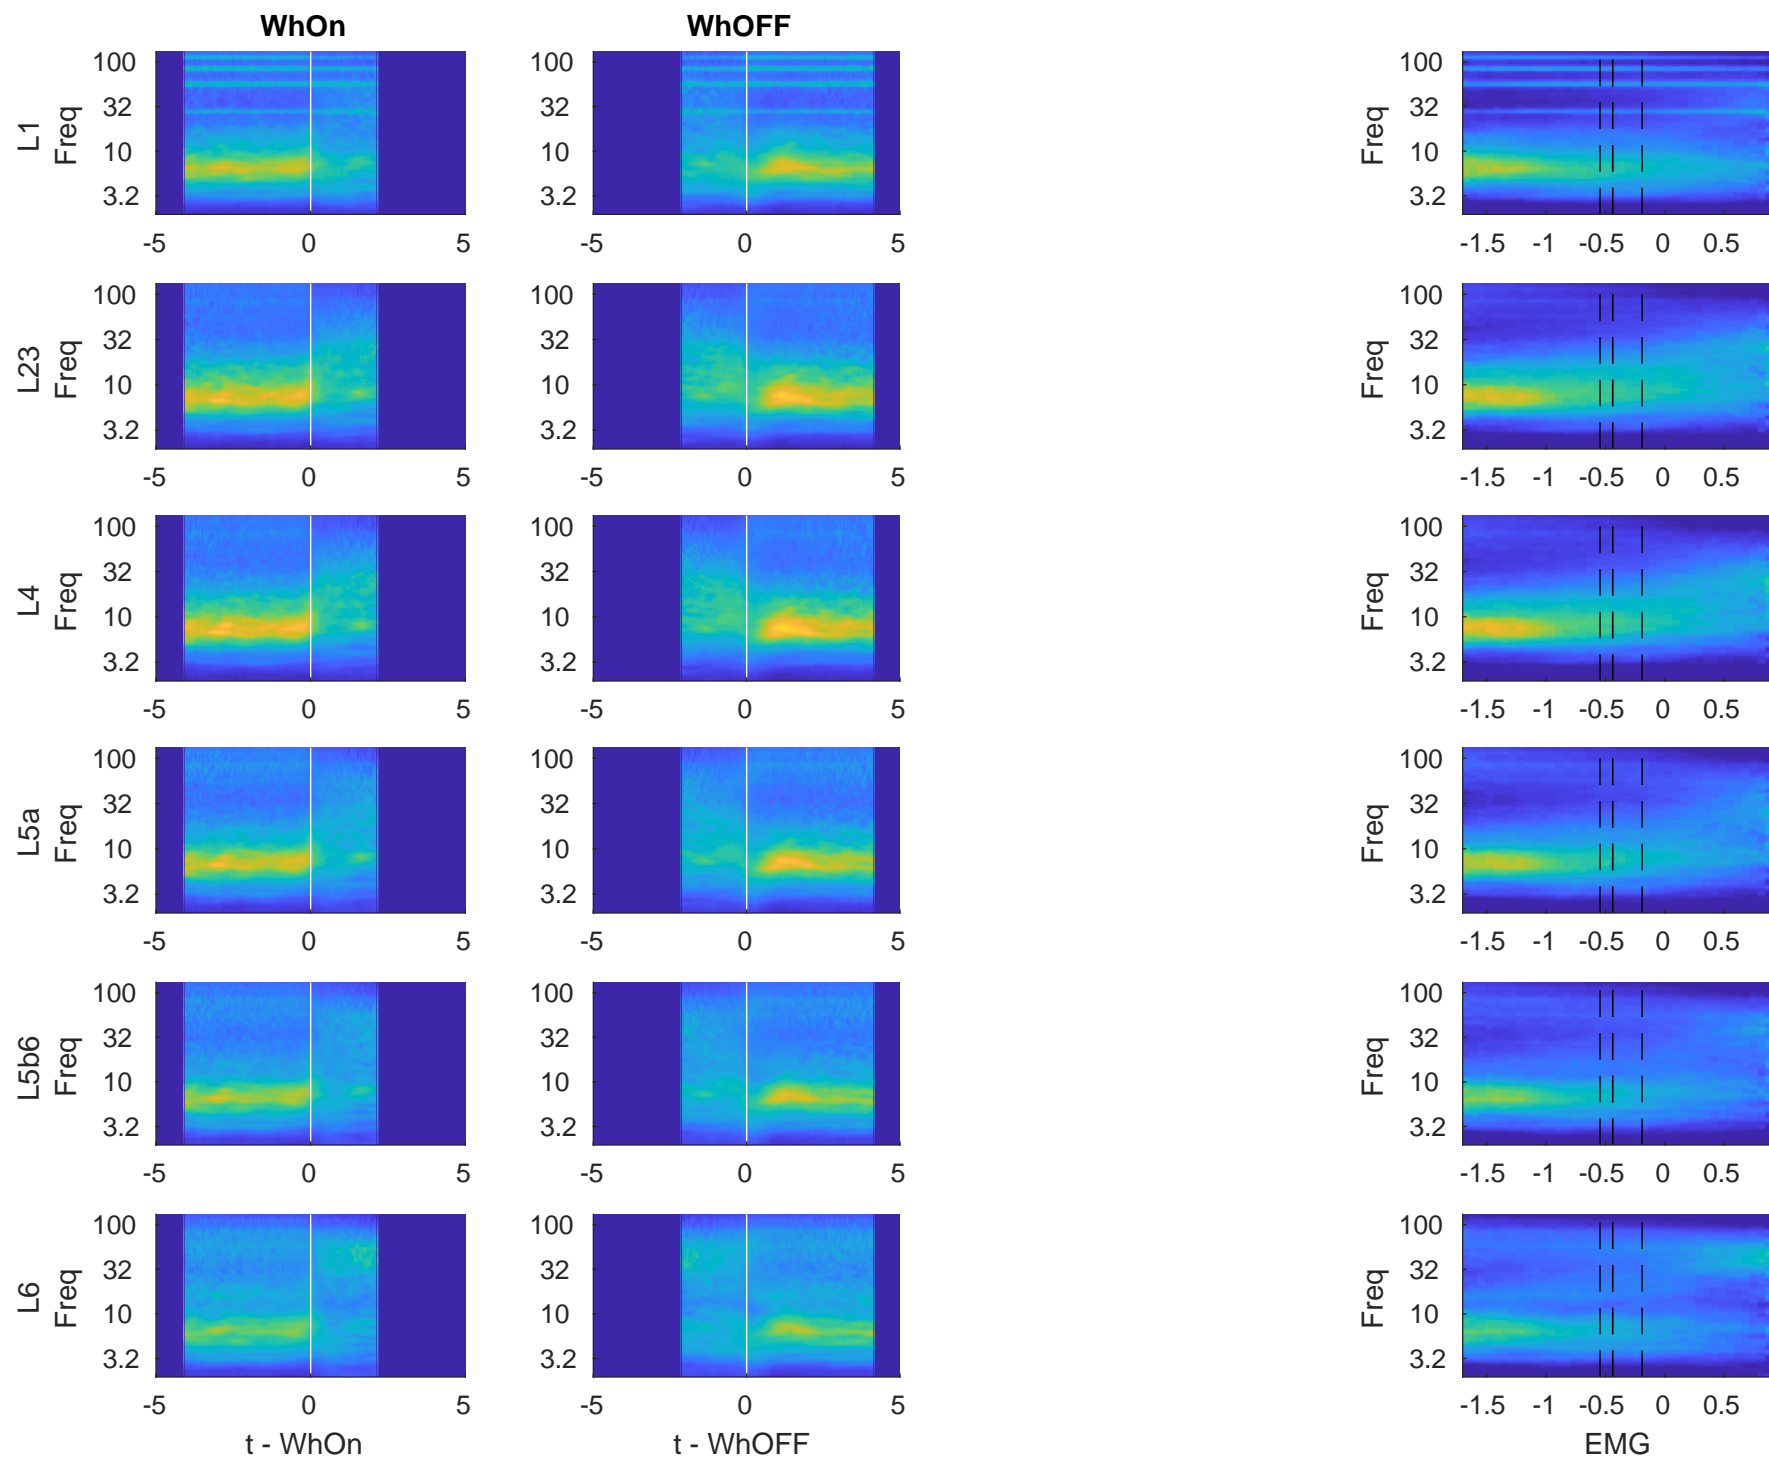 WhOn WhOFF
L1 Freq 100 32 10 3.2 100 32 10 3.2 Freq 100 32 10 3.2
-5 0 5 -5 0 5 -1.5 -1 -0.5 0 0.5
L23 Freq 100 32 10 3.2 100 32 10 3.2 Freq 100 32 10 3.2
-5 0 5 -5 0 5 -1.5 -1 -0.5 0 0.5
L4 Freq 100 32 10 3.2 100 32 10 3.2 Freq 100 32 10 3.2
-5 0 5 -5 0 5 -1.5 -1 -0.5 0 0.5
L5a Freq 100 32 10 3.2 100 32 10 3.2 Freq 100 32 10 3.2
-5 0 5 -5 0 5 -1.5 -1 -0.5 0 0.5
L5b6 Freq 100 32 10 3.2 100 32 10 3.2 Freq 100 32 10 3.2
-5 0 5 -5 0 5 -1.5 -1 -0.5 0 0.5
L6 Freq 100 32 10 3.2 100 32 10 3.2 Freq 100 32 10 3.2
-5 0 5 -5 0 5 -1.5 -1 -0.5 0 0.5
t - WhOn t - WhOFF EMG